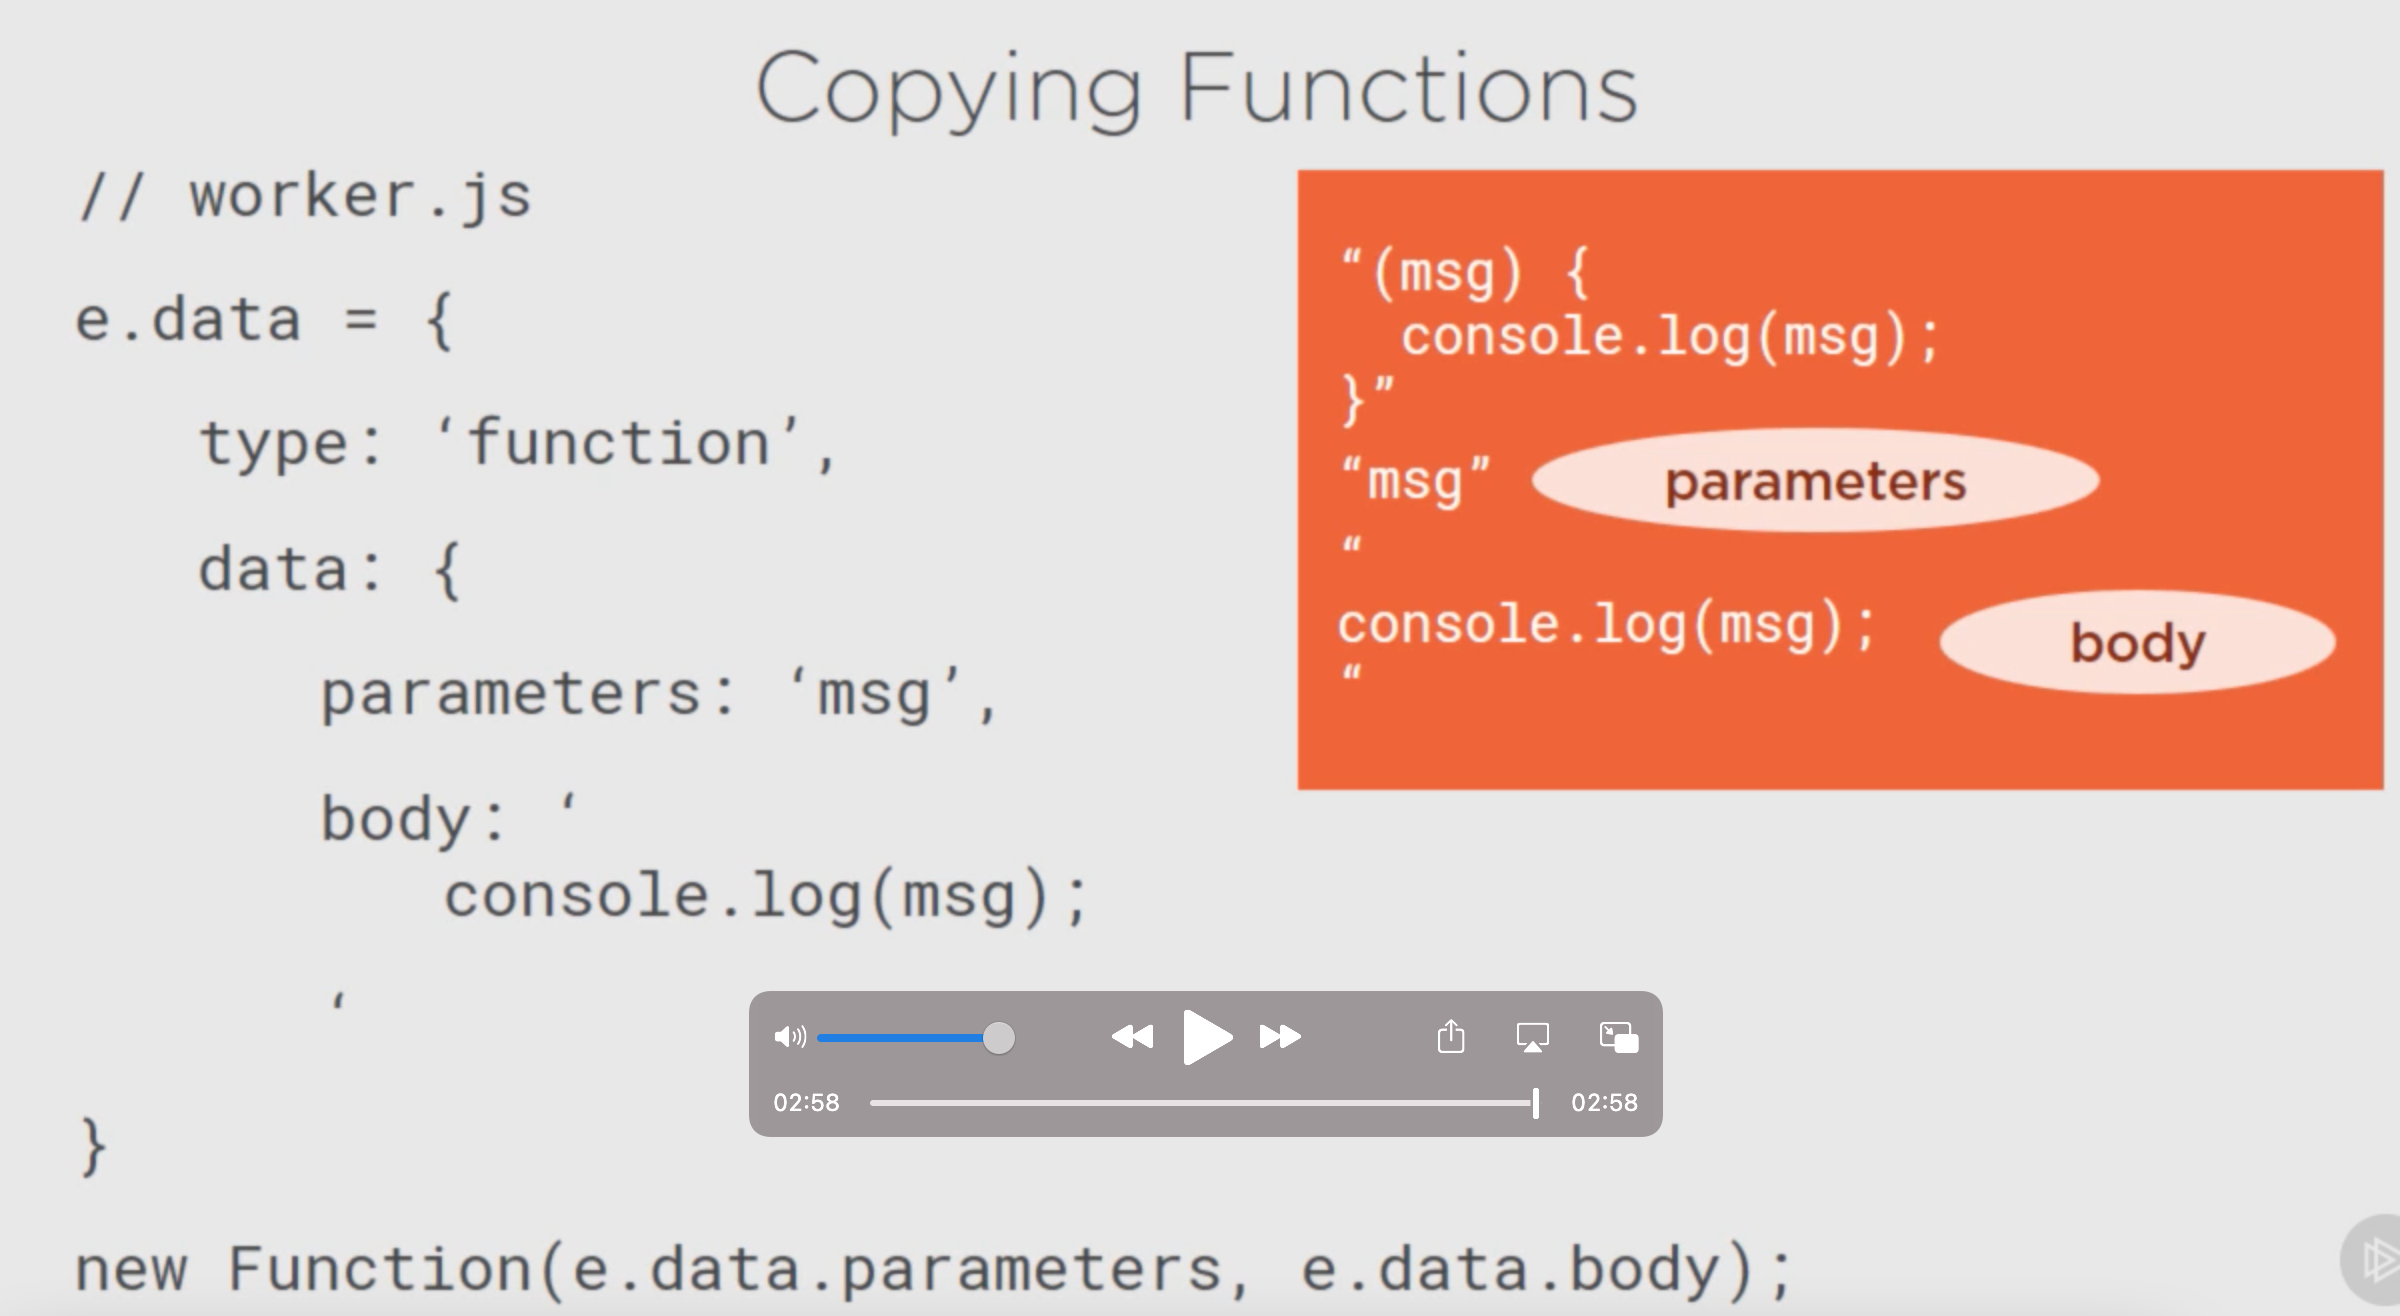 Copying Functions
// worker.js
e.data = {
type: ‘function’,
data: {
parameters: ‘msg’,
body: ‘
console.log(msg);
‘
}
new Function(e.data.parameters, e.data.body);
“(msg) {
console.log(msg);
}”
“msg” parameters
“
console.log(msg); body
“
02:58 02:58